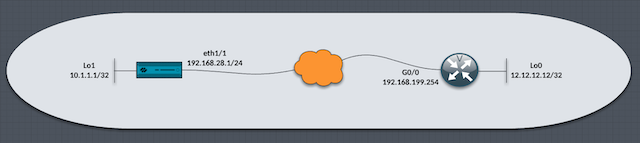 Lo1
10.1.1.1/32
eth1/1
192.168.28.1/24
G0/0
192.168.199.254
Lo0
12.12.12.12/32